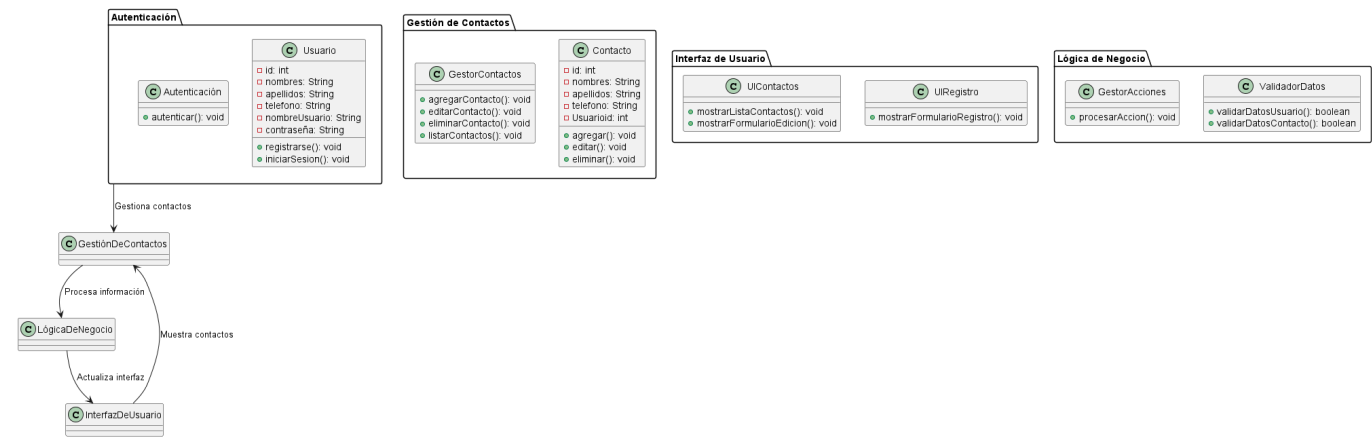 Autenticación
C Autenticación
autenticar(): void
C Usuario
id: int
nombres: String
apellidos: String
telefono: String
nombreUsuario: String
contraseña: String
registrarse(): void
iniciarSesion(): void
Gestión de Contactos
C GestorContactos
agregarContacto(): void
editarContacto(): void
eliminarContacto(): void
listarContactos(): void
C Contacto
id: int
nombres: String
apellidos: String
telefono: String
Usuarioid: int
agregar(): void
editar(): void
eliminar(): void
Interfaz de Usuario
C UIContactos
mostrarListaContactos(): void
mostrarFormularioEdicion(): void
C UIRegistro
mostrarFormularioRegistro(): void
Lógica de Negocio
C GestorAcciones
procesarAccion(): void
C ValidadorDatos
validarDatosUsuario(): boolean
validarDatosContacto(): boolean
Gestiona contactos
C GestiónDeContactos
Procesa información
C LógicaDeNegocio
Muestra contactos
Actualiza interfaz
C InterfazDeUsuario